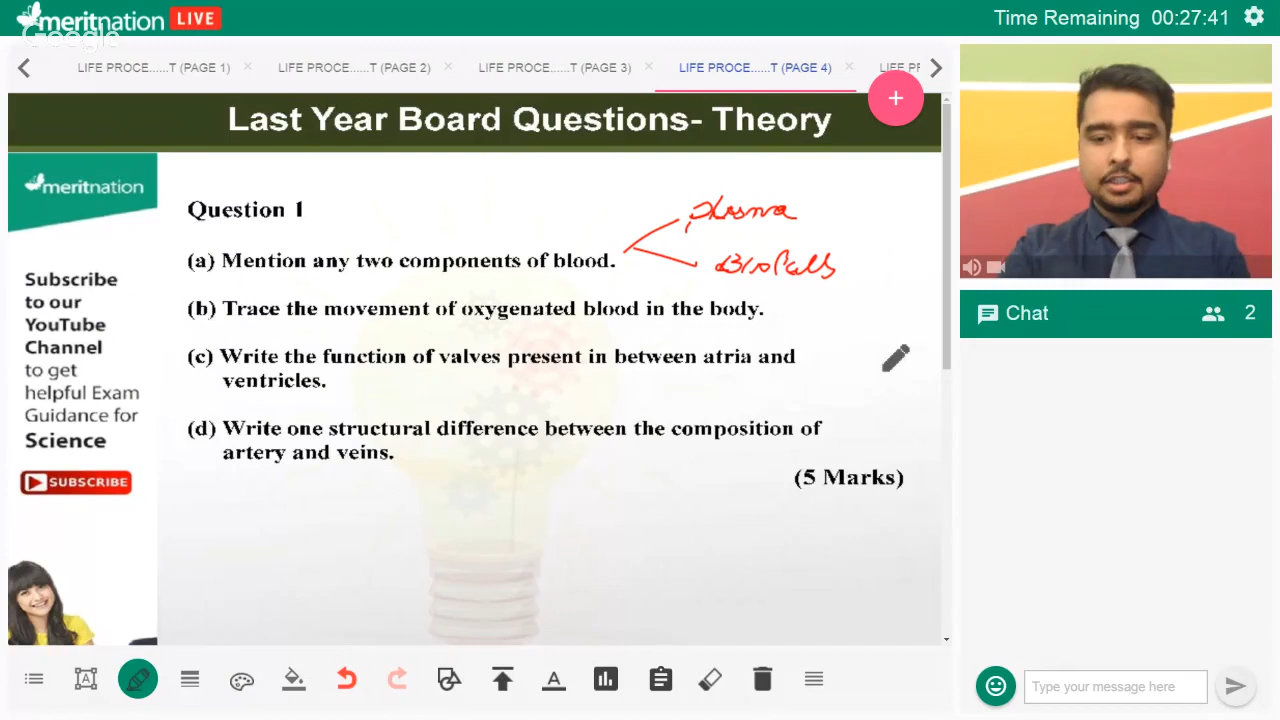 meritnation LIVE
Google
Time Remaining 00:27:41
LIFE PROCE......T (PAGE 1)
LIFE PROCE......T (PAGE 2)
LIFE PROCE......T (PAGE 3)
LIFE PROCE......T (PAGE 4)
LIFE PR
Last Year Board Questions- Theory
meritnation
Subscribe
to our
YouTube
Channel
to get
helpful Exam
Guidance for
Science
SUBSCRIBE
Question 1
(a) Mention any two components of blood.
plasma
(b) Trace the movement of oxygenated blood in the body.
(c) Write the function of valves present in between atria and
ventricles.
(d) Write one structural difference between the composition of
artery and veins.
(5 Marks)
Chat 2
Type your message here